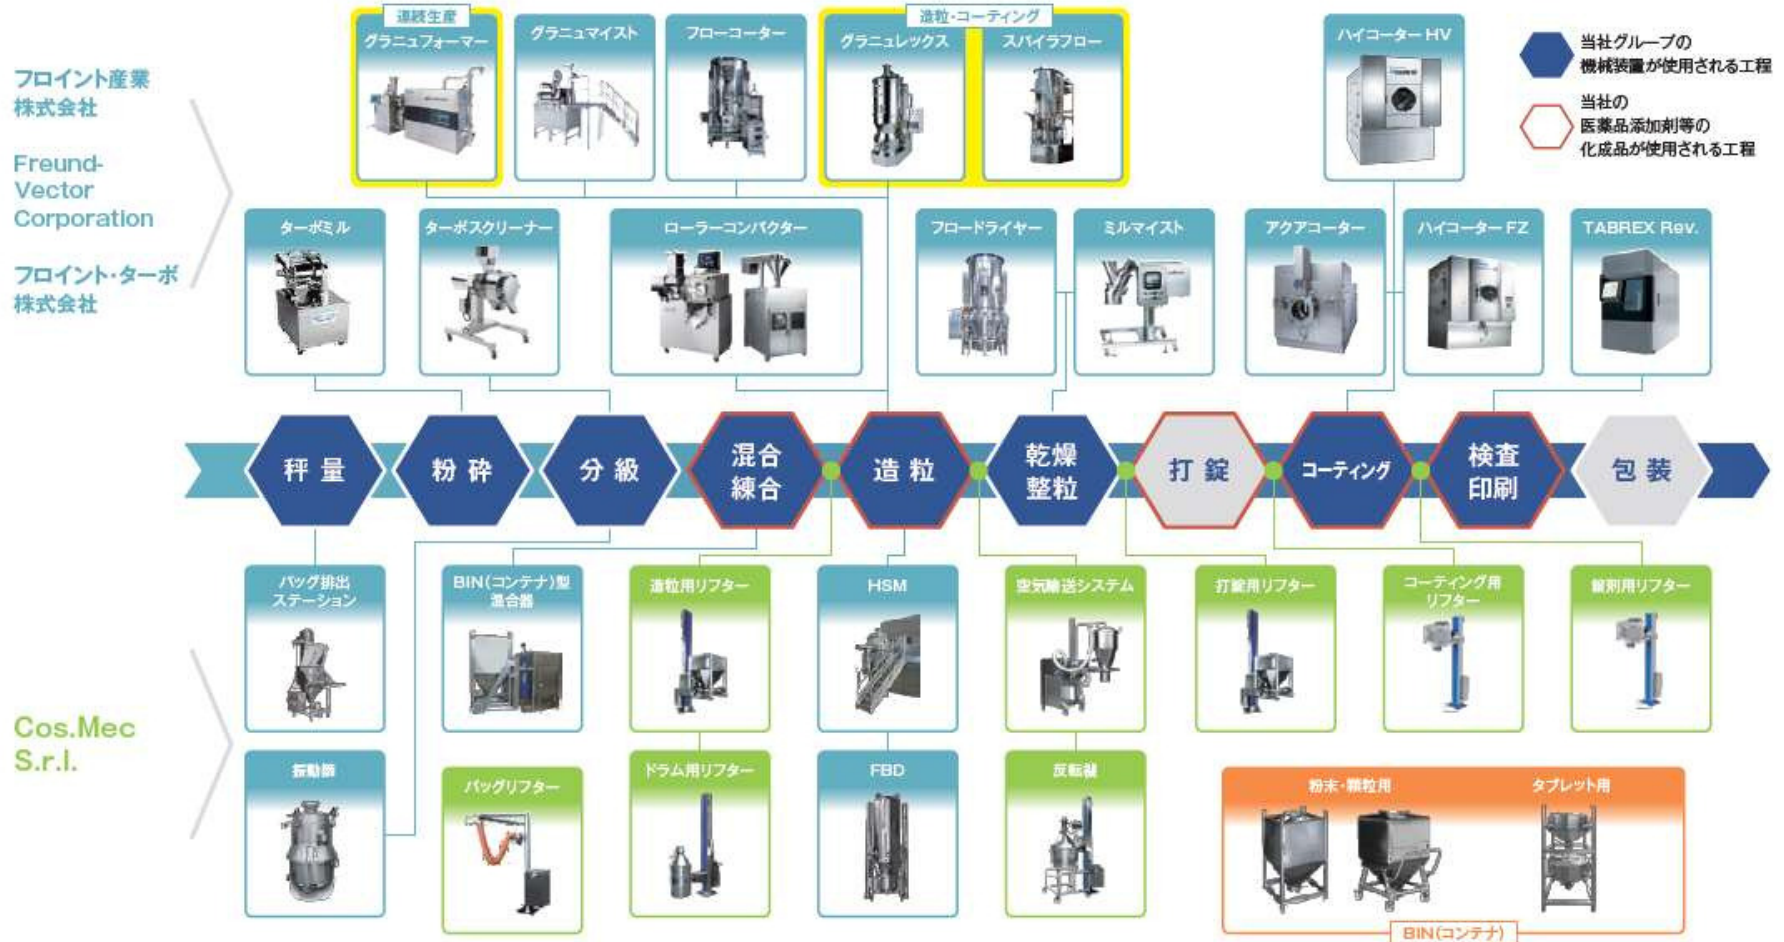 連続生産
造粒・コーティング
グラニュフォーマー
グラニュマイスト
フローコーター
グラニュレックス
スパイラフロー
ハイコーター HV
当社グループの
機械装置が使用される工程
当社の
医薬品添加剤等の
化成品が使用される工程
フロイント産業
株式会社
Freund-
Vector
Corporation
フロイント・ターボ
株式会社
ターボミル
ターボスクリーナー
ローラーコンパクター
フロードライヤー
ミルマイスト
アクアコーター
ハイコーター FZ
TABREX Rev.
秤量
粉砕
分級
混合
練合
造粒
乾燥
整粒
打錠
コーティング
検査
印刷
包装
バッグ排出
ステーション
BIN(コンテナ)型
混合器
造粒用リフター
HSM
空気輸送システム
打錠用リフター
コーティング用
リフター
錠剤用リフター
Cos.Mec
S.r.l.
振動篩
バッグリフター
ドラム用リフター
FBD
反転機
粉末・顆粒用
タブレット用
BIN(コンテナ)